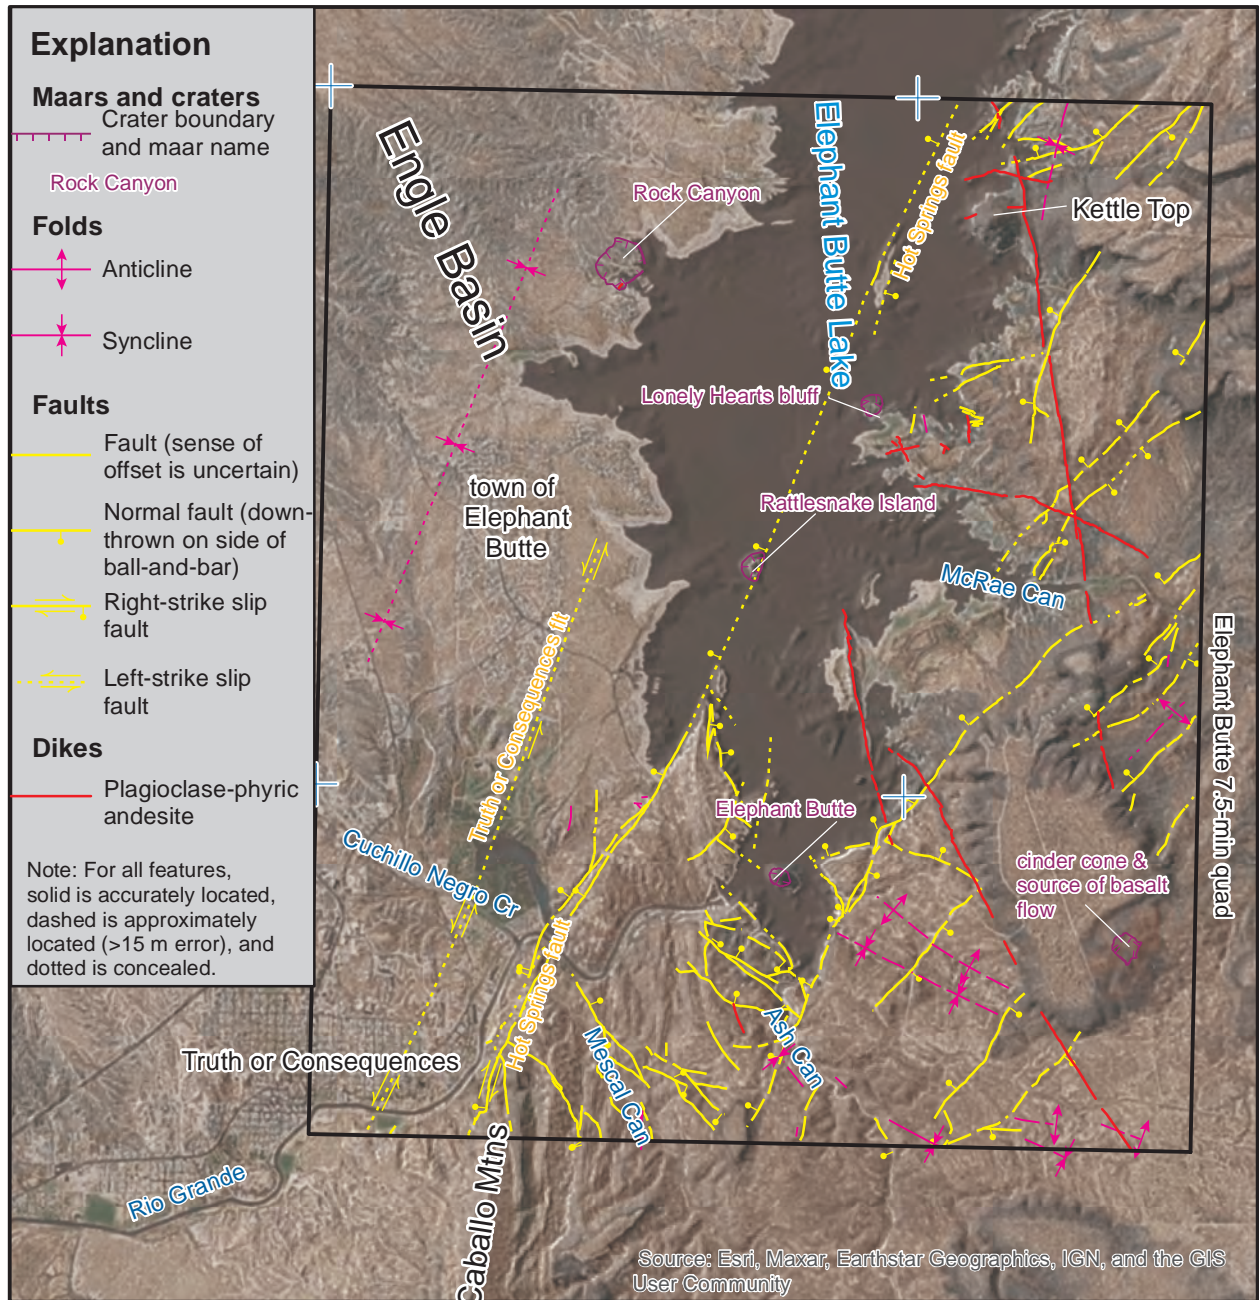 Explanation
Maars and craters
Crater boundary
and maar name
Rock Canyon
Folds
Anticline
Syncline
Faults
Fault (sense of
offset is uncertain)
Normal fault (down-
thrown on side of
ball-and-bar)
Right-strike slip
fault
Left-strike slip
fault
Dikes
Plagioclase-phyric
andesite
Note: For all features,
solid is accurately located,
dashed is approximately
located (>15 m error), and
dotted is concealed.
Engle Basin
Rock Canyon
Elephant Butte Lake
Hot Springs fault
Kettle Top
Lonely Hearts bluff
town of
Elephant
Butte
Rattlesnake Island
McRae Can
Truth or Consequences flt
Elephant Butte 7.5-min quad
Elephant Butte
Cuchillo Negro Cr
cinder cone &
source of basalt
flow
Hot Springs fault
Ash Can
Mescal Can
Truth or Consequences
Caballo Mtns
Rio Grande
Source: Esri, Maxar, Earthstar Geographics, IGN, and the GIS
User Community